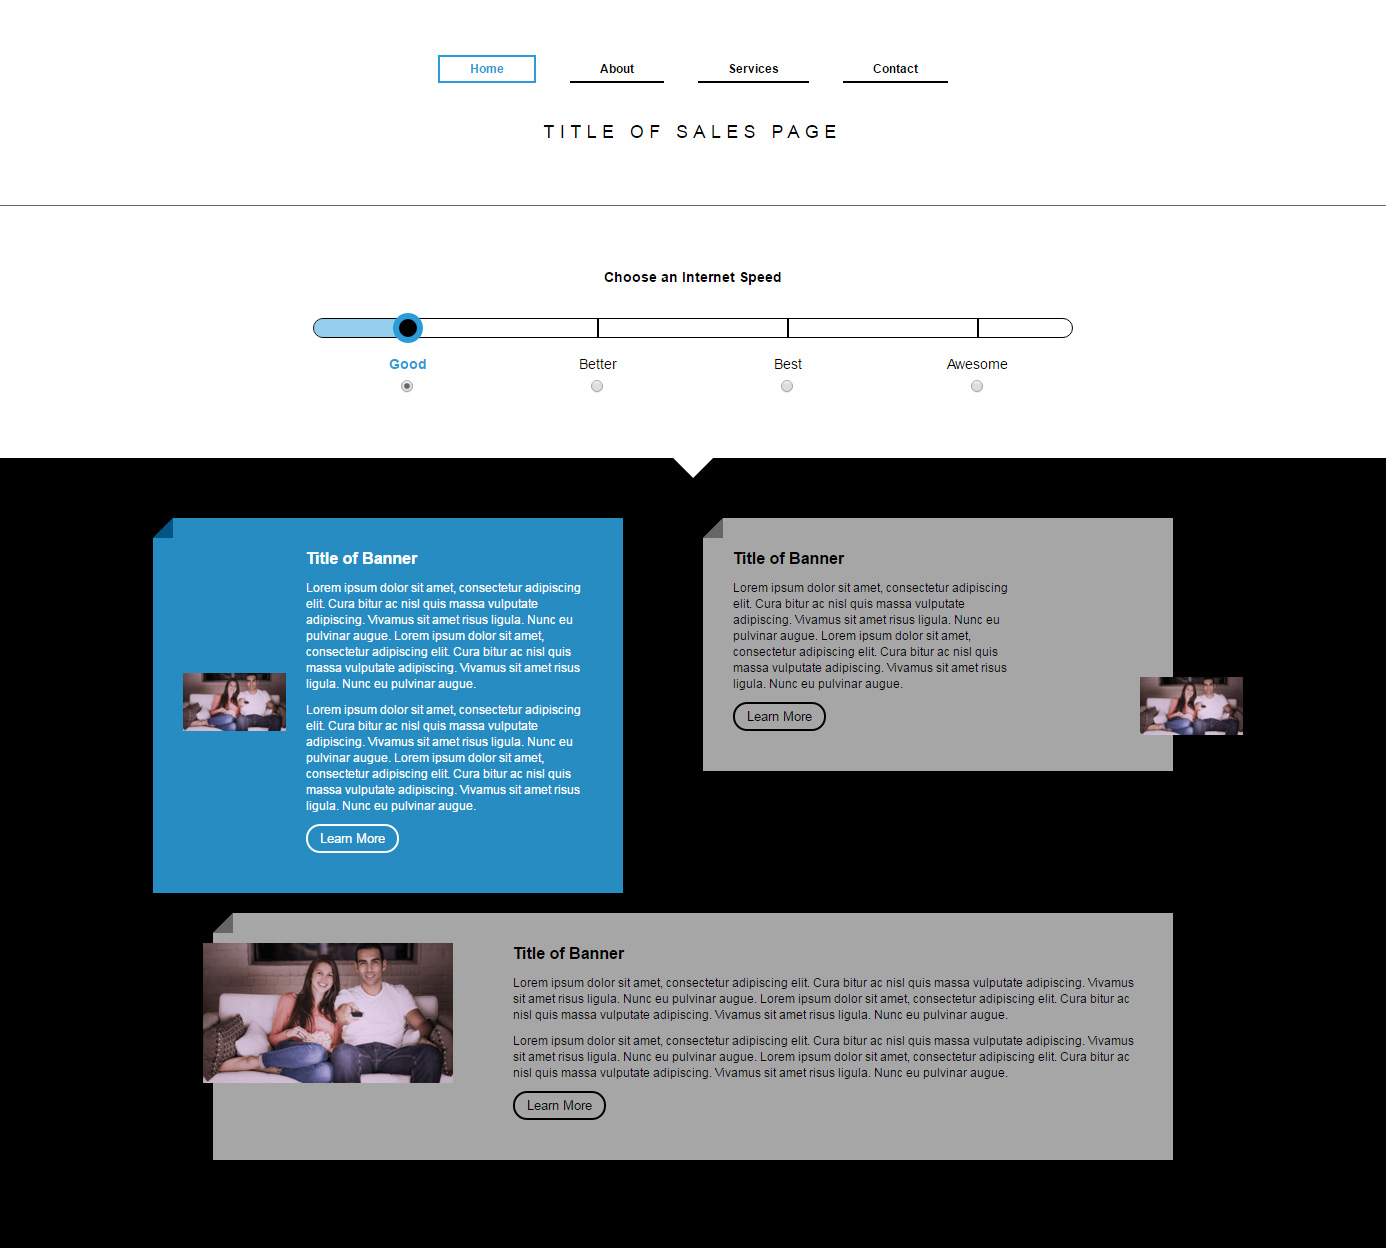 Home
About
Services
Contact
TITLE OF SALES PAGE
Choose an Internet Speed
Good
Better
Best
Awesome
Title of Banner
Lorem ipsum dolor sit amet, consectetur adipiscing
elit. Cura bitur ac nisl quis massa vulputate
adipiscing. Vivamus sit amet risus ligula. Nunc eu
pulvinar augue. Lorem ipsum dolor sit amet,
consectetur adipiscing elit. Cura bitur ac nisl quis
massa vulputate adipiscing. Vivamus sit amet risus
ligula. Nunc eu pulvinar augue.
Lorem ipsum dolor sit amet, consectetur adipiscing
elit. Cura bitur ac nisl quis massa vulputate
adipiscing. Vivamus sit amet risus ligula. Nunc eu
pulvinar augue. Lorem ipsum dolor sit amet,
consectetur adipiscing elit. Cura bitur ac nisl quis
massa vulputate adipiscing. Vivamus sit amet risus
ligula. Nunc eu pulvinar augue.
Learn More
Title of Banner
Lorem ipsum dolor sit amet, consectetur adipiscing
elit. Cura bitur ac nisl quis massa vulputate
adipiscing. Vivamus sit amet risus ligula. Nunc eu
pulvinar augue. Lorem ipsum dolor sit amet,
consectetur adipiscing elit. Cura bitur ac nisl quis
massa vulputate adipiscing. Vivamus sit amet risus
ligula. Nunc eu pulvinar augue.
Learn More
Title of Banner
Lorem ipsum dolor sit amet, consectetur adipiscing elit. Cura bitur ac nisl quis massa vulputate adipiscing. Vivamus
sit amet risus ligula. Nunc eu pulvinar augue. Lorem ipsum dolor sit amet, consectetur adipiscing elit. Cura bitur ac
nisl quis massa vulputate adipiscing. Vivamus sit amet risus ligula. Nunc eu pulvinar augue.
Lorem ipsum dolor sit amet, consectetur adipiscing elit. Cura bitur ac nisl quis massa vulputate adipiscing. Vivamus
sit amet risus ligula. Nunc eu pulvinar augue. Lorem ipsum dolor sit amet, consectetur adipiscing elit. Cura bitur ac
nisl quis massa vulputate adipiscing. Vivamus sit amet risus ligula. Nunc eu pulvinar augue.
Learn More